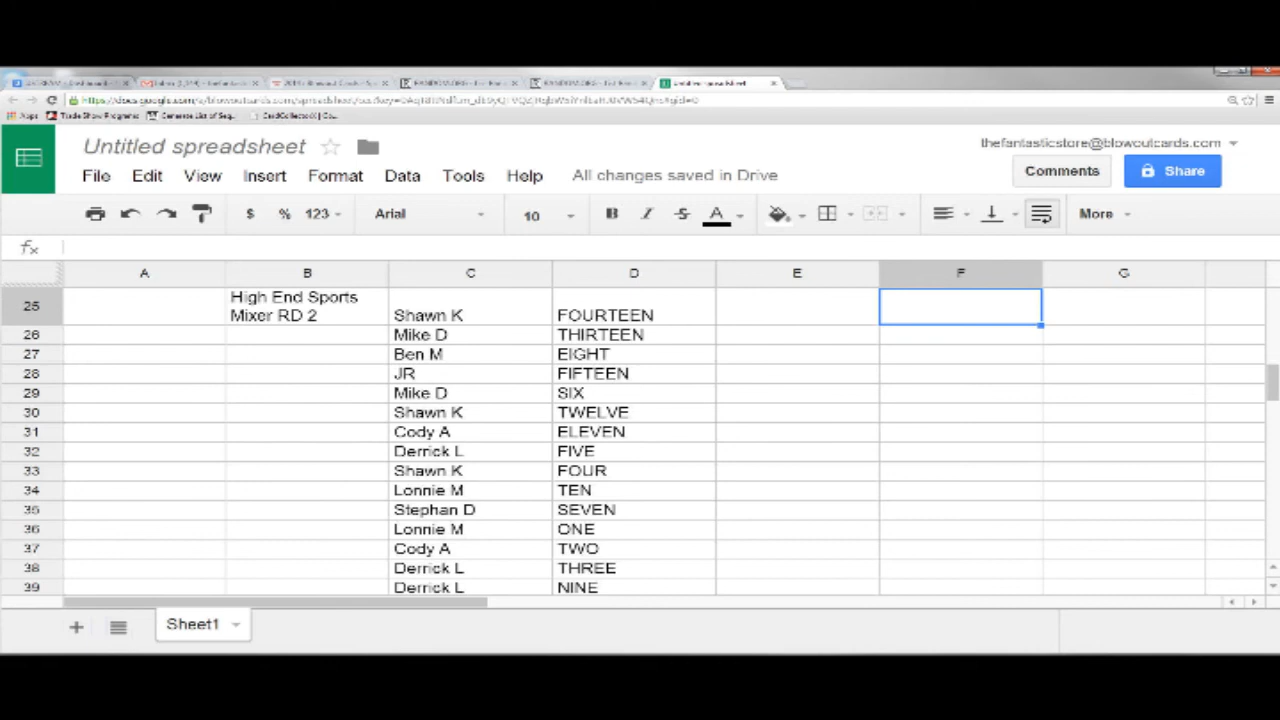 Untitled spreadsheet
thefantasticstore@blowoutcards.com
File Edit View Insert Format Data Tools Help All changes saved in Drive
Comments Share
$ % 123 Arial 10 B I S A More
fx
A B C D E F G
25 High End Sports
Mixer RD 2 Shawn K FOURTEEN
26 Mike D THIRTEEN
27 Ben M EIGHT
28 JR FIFTEEN
29 Mike D SIX
30 Shawn K TWELVE
31 Cody A ELEVEN
32 Derrick L FIVE
33 Shawn K FOUR
34 Lonnie M TEN
35 Stephan D SEVEN
36 Lonnie M ONE
37 Cody A TWO
38 Derrick L THREE
39 Derrick L NINE
Sheet1